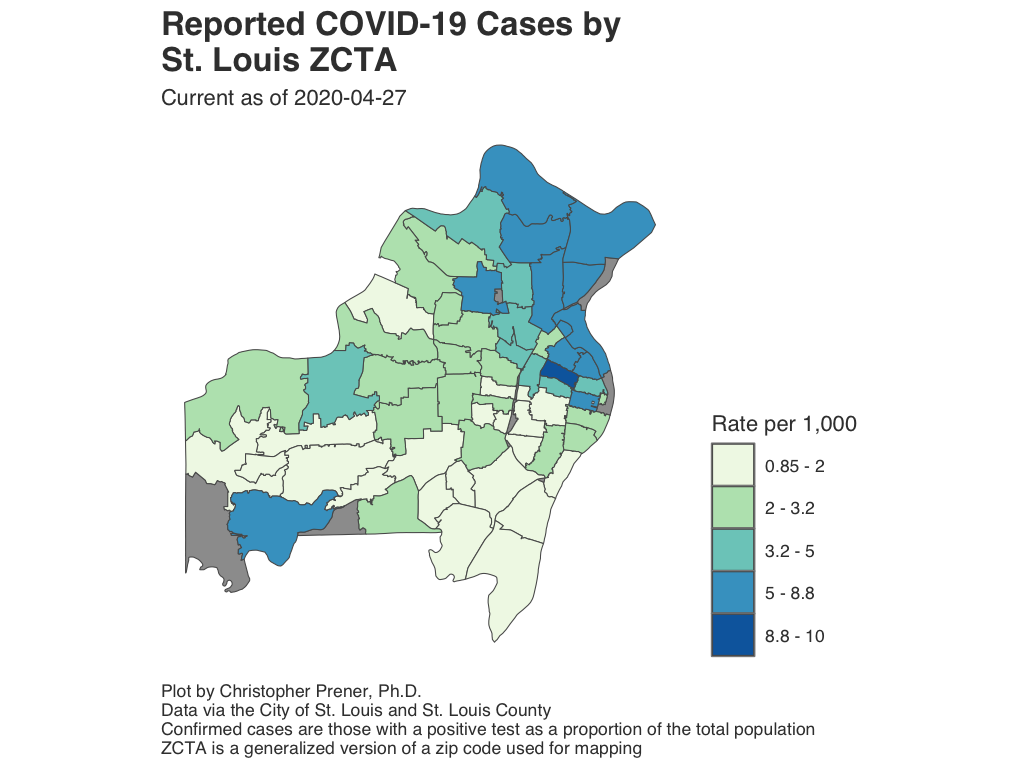 Reported COVID-19 Cases by
St. Louis ZCTA
Current as of 2020-04-27
Rate per 1,000
0.85 - 2
2 - 3.2
3.2 - 5
5 - 8.8
8.8 - 10
Plot by Christopher Prener, Ph.D.
Data via the City of St. Louis and St. Louis County
Confirmed cases are those with a positive test as a proportion of the total population
ZCTA is a generalized version of a zip code used for mapping